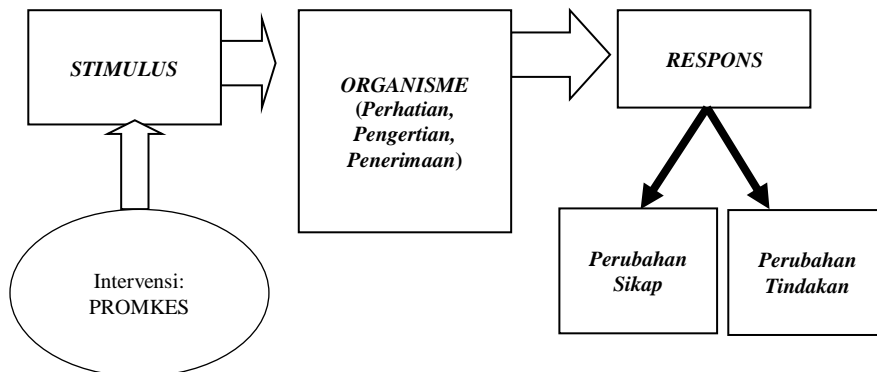 STIMULUS
ORGANISME
(Perhatian,
Pengertian,
Penerimaan)
RESPONS
Intervensi:
PROMKES
Perubahan
Sikap
Perubahan
Tindakan